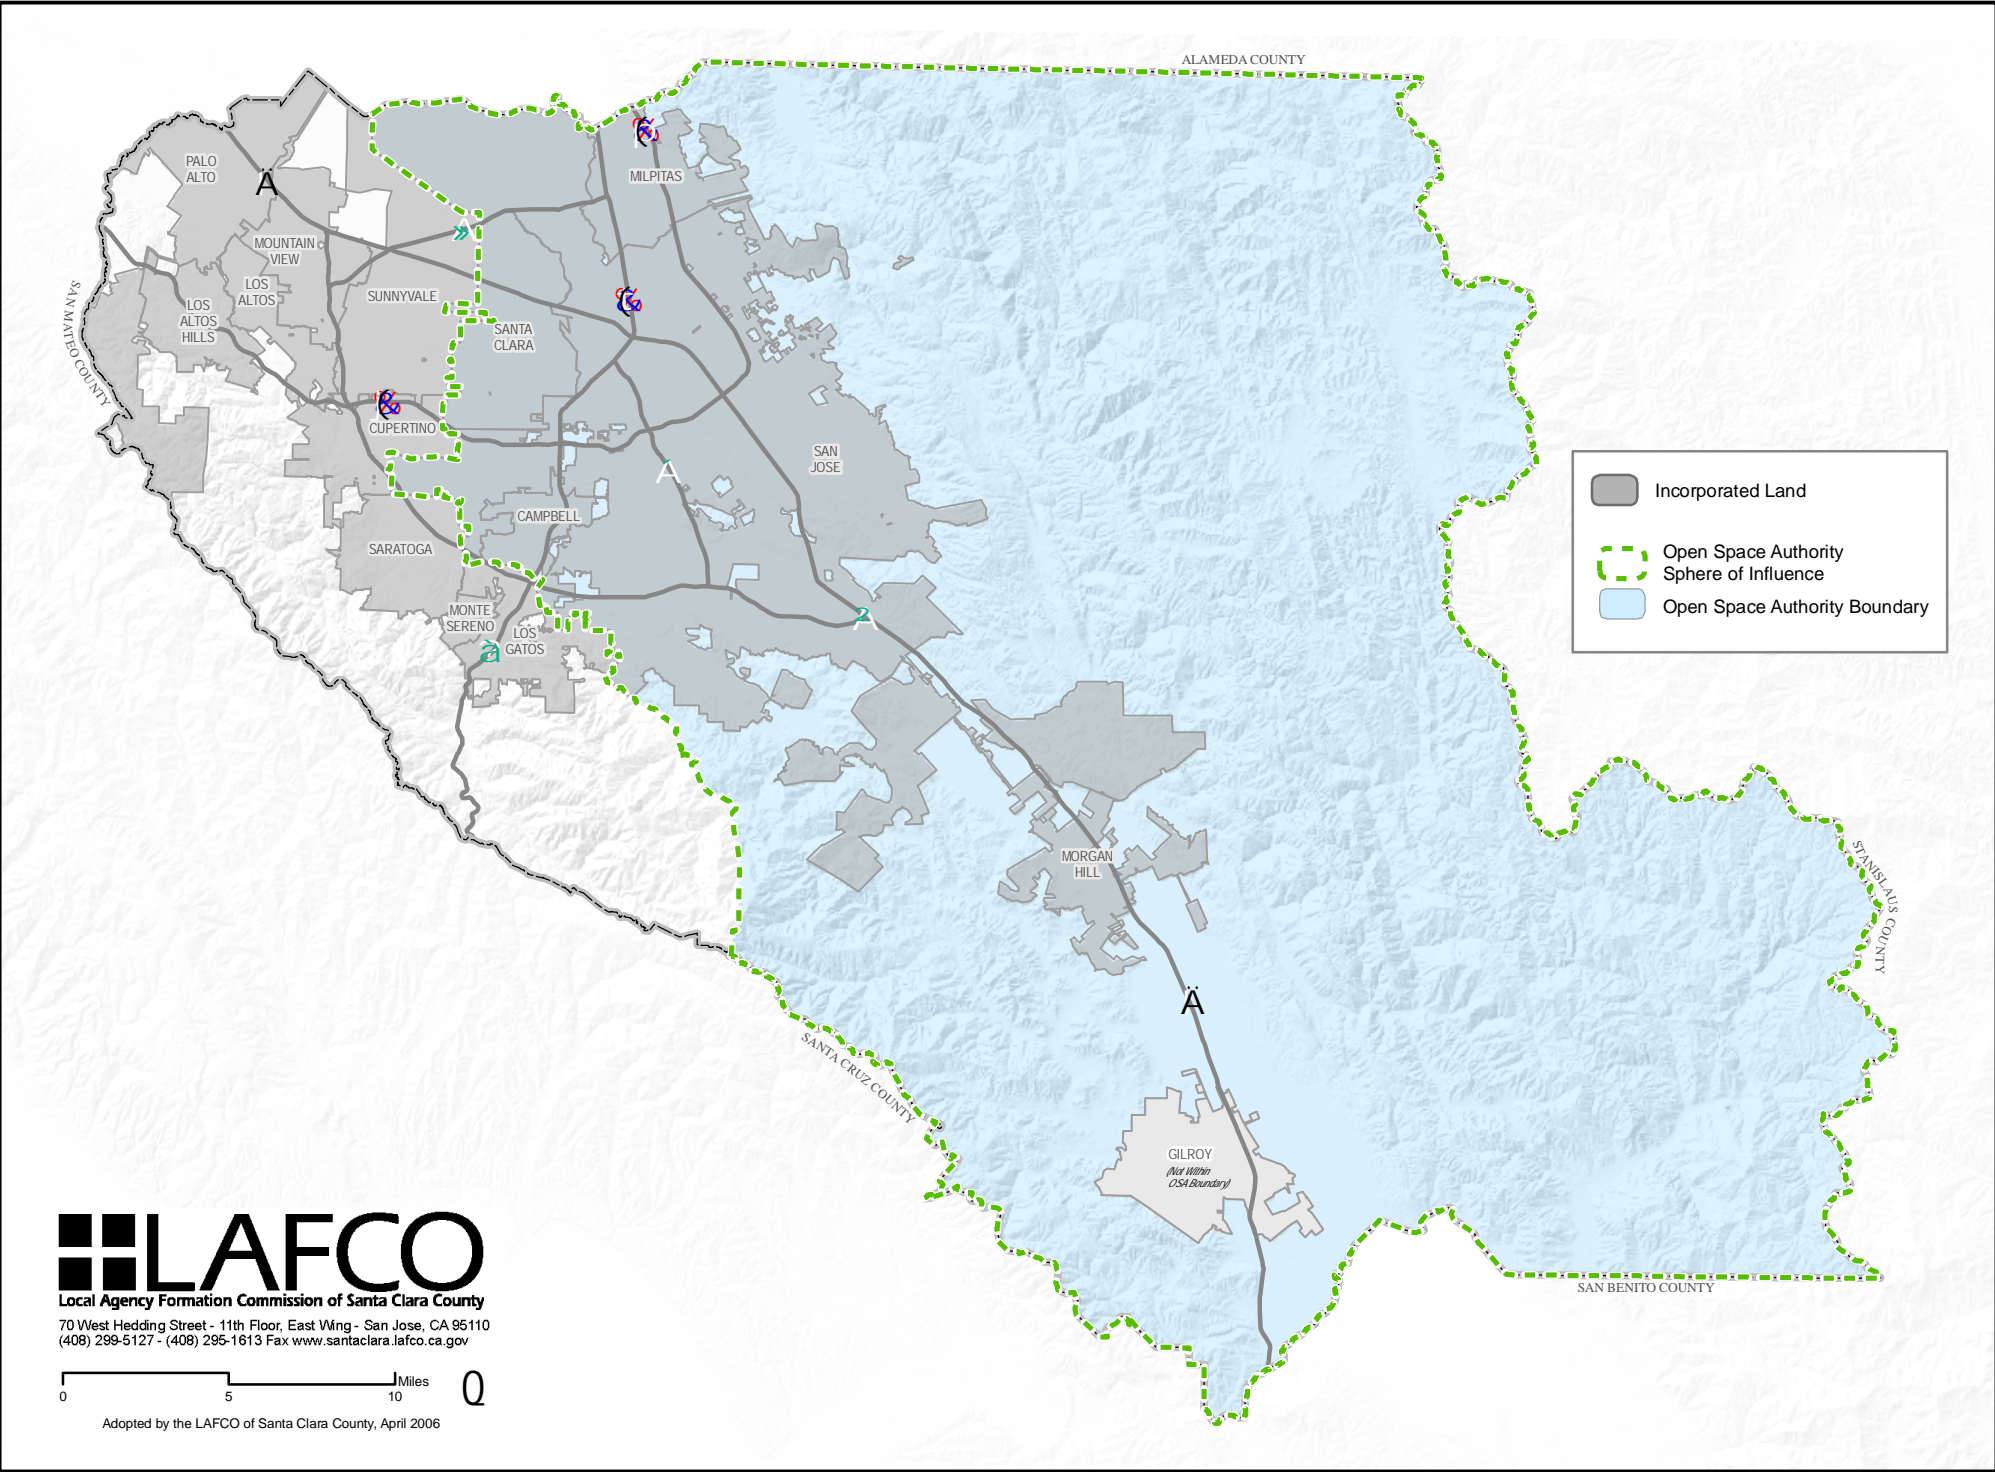 ALAMEDA COUNTY
PALO
ALTO
Ä
MILPITAS
MOUNTAIN
VIEW
A
»
LOS
ALTOS
SUNNYVALE
LOS
ALTOS
HILLS
SANTA
CLARA
SAN MATEO COUNTY
CUPERTINO
SAN
JOSE
A
CAMPBELL
SARATOGA
MONTE
SERENO
LOS
GATOS
Incorporated Land
Open Space Authority
Sphere of Influence
Open Space Authority Boundary
MORGAN
HILL
STANISLAUS COUNTY
Ä
SANTA CRUZ COUNTY
GILROY
(Not Within
OSA Boundary)
SAN BENITO COUNTY
LAFCO
Local Agency Formation Commission of Santa Clara County
70 West Hedding Street - 11th Floor, East Wing - San Jose, CA 95110
(408) 299-5127 - (408) 295-1613 Fax www.santaclara.lafco.ca.gov
Miles
0 5 10
Adopted by the LAFCO of Santa Clara County, April 2006